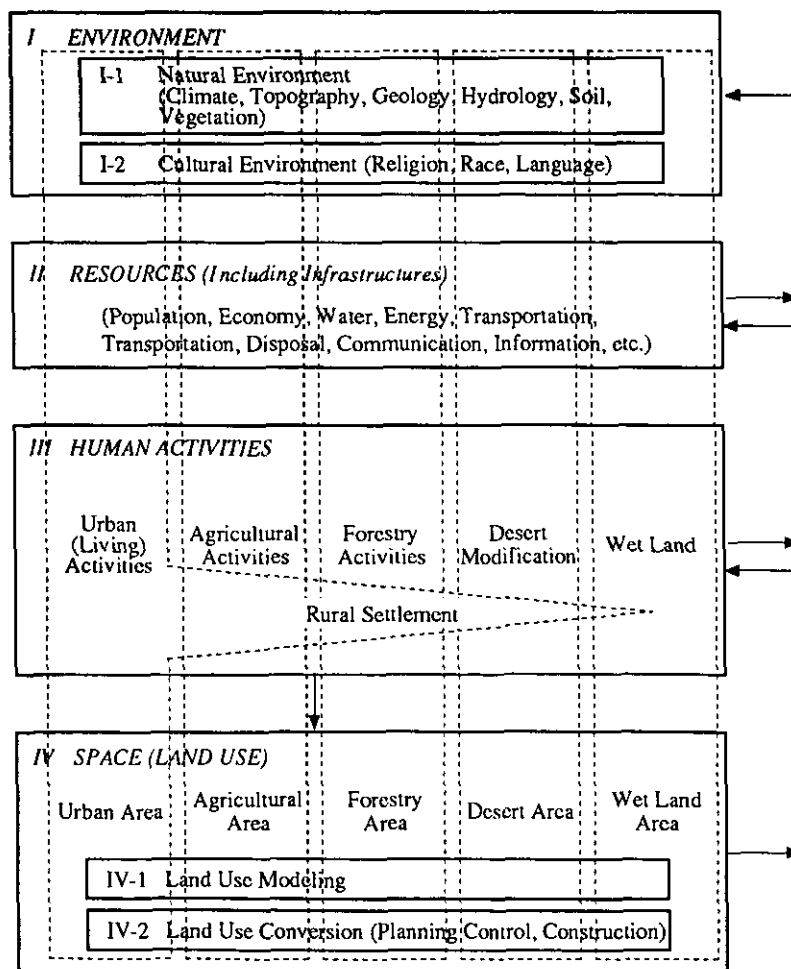 I ENVIRONMENT
I-1 Natural Environment
(Climate, Topography, Geology, Hydrology, Soil,
Vegetation)
I-2 Cultural Environment (Religion, Race, Language)
II RESOURCES (Including Infrastructures)
(Population, Economy, Water, Energy, Transportation,
Transportation, Disposal, Communication, Information, etc.)
III HUMAN ACTIVITIES
Urban
(Living)
Activities
Agricultural
Activities
Forestry
Activities
Desert
Modification
Wet Land
Rural Settlement
IV SPACE (LAND USE)
Urban Area
Agricultural
Area
Forestry
Area
Desert Area
Wet Land
Area
IV-1 Land Use Modeling
IV-2 Land Use Conversion (Planning Control, Construction)